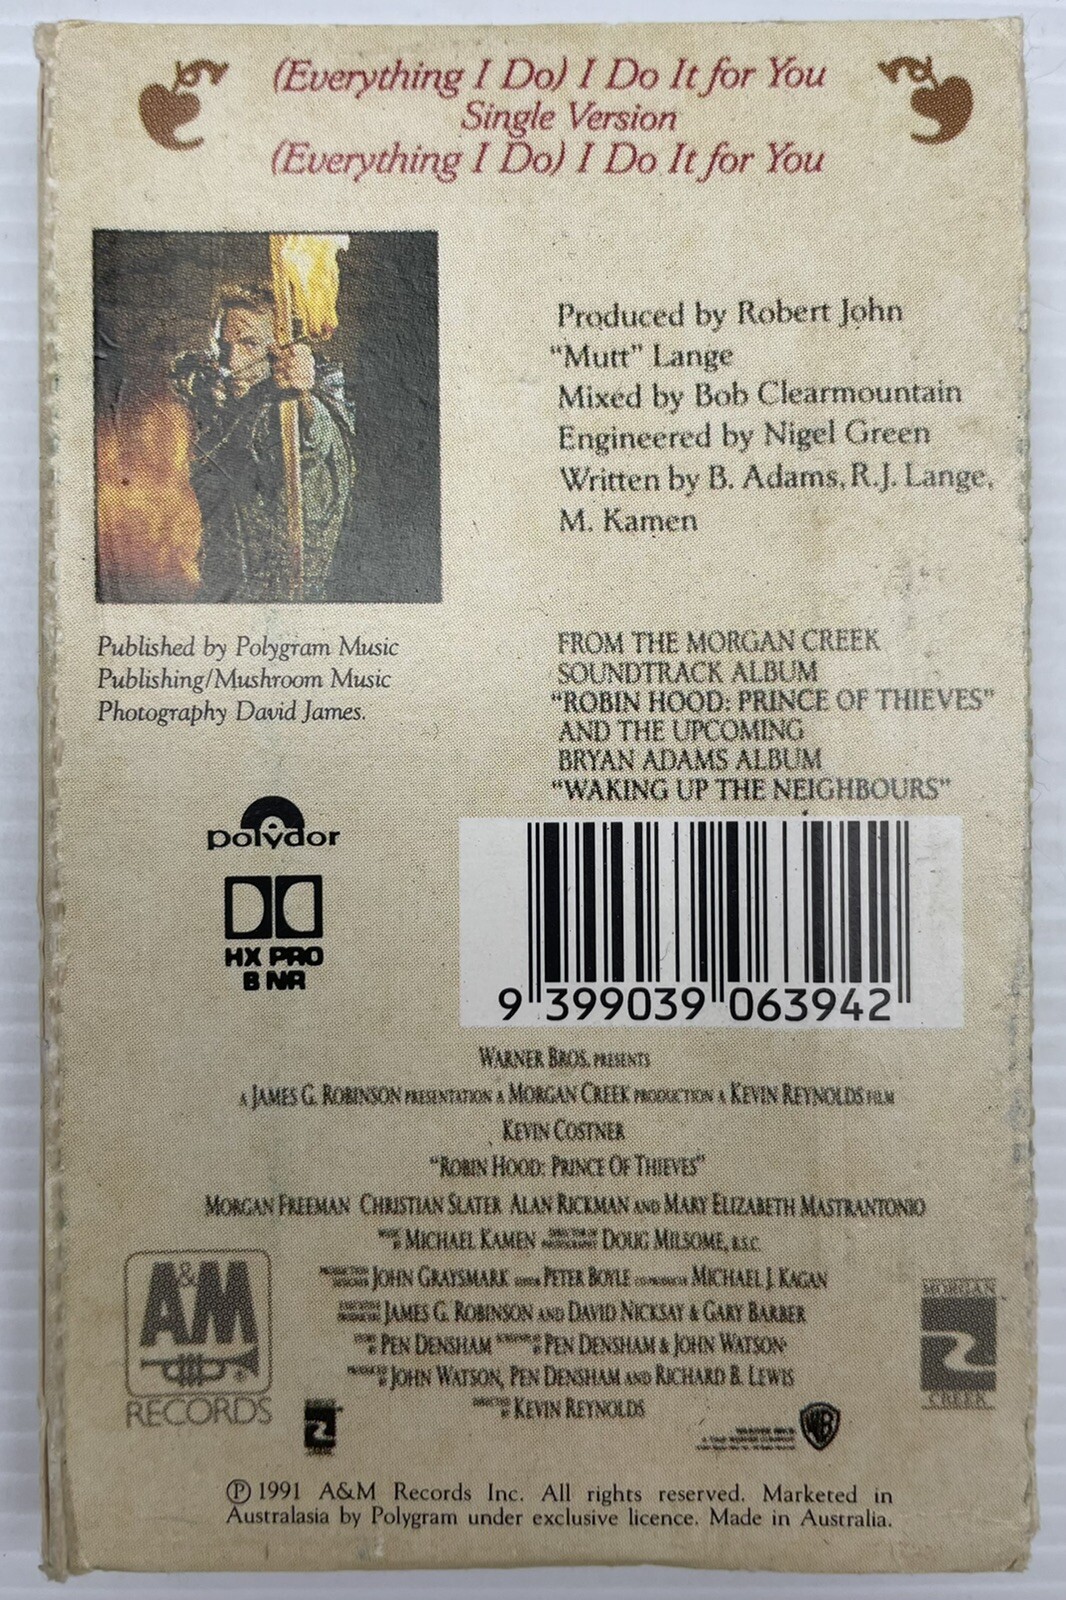 (Everything I Do) I Do It for You
Single Version
(Everything I Do) I Do It for You
Produced by Robert John
“Mutt” Lange
Mixed by Bob Clearmountain
Engineered by Nigel Green
Written by B. Adams, R.J. Lange,
M. Kamen
Published by Polygram Music
Publishing/Mushroom Music
Photography David James.
FROM THE MORGAN CREEK
SOUNDTRACK ALBUM
“ROBIN HOOD: PRINCE OF THIEVES”
AND THE UPCOMING
BRYAN ADAMS ALBUM
“WAKING UP THE NEIGHBOURS”
polydor
HX PRO
B NR
9 399039 063942
WARNER BROS. PRESENTS
A JAMES G. ROBINSON PRESENTATION A MORGAN CREEK PRODUCTION A KEVIN REYNOLDS FILM
KEVIN COSTNER
“ROBIN HOOD: PRINCE OF THIEVES”
MORGAN FREEMAN CHRISTIAN SLATER ALAN RICKMAN AND MARY ELIZABETH MASTRANTONIO
MICHAEL KAMEN DOUG MILSOME, B.S.C.
JOHN GRAYSMARK PETER BOYLE CO-PRODUCER MICHAEL J. KAGAN
EXECUTIVE PRODUCERS JAMES G. ROBINSON AND DAVID NICKSAY & GARY BARBER
PEN DENSHAM PEN DENSHAM & JOHN WATSON
JOHN WATSON, PEN DENSHAM AND RICHARD B. LEWIS
DIRECTED BY KEVIN REYNOLDS
A&M
RECORDS
MORGAN
CREEK
WB
℗ 1991 A&M Records Inc. All rights reserved. Marketed in
Australasia by Polygram under exclusive licence. Made in Australia.